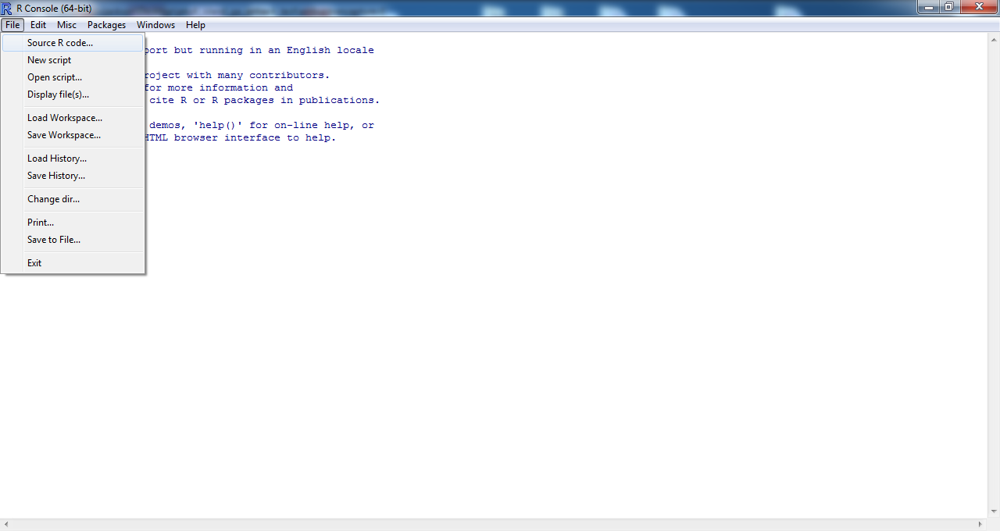 R Console (64-bit)
File Edit Misc Packages Windows Help
Source R code...
New script
Open script...
Display file(s)...
Load Workspace...
Save Workspace...
Load History...
Save History...
Change dir...
Print...
Save to File...
Exit
port but running in an English locale
roject with many contributors.
for more information and
cite R or R packages in publications.
demos, 'help()' for on-line help, or
HTML browser interface to help.